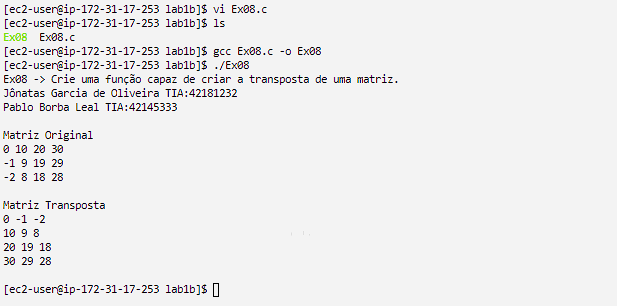 [ec2-user@ip-172-31-17-253 lab1b]$ vi Ex08.c
[ec2-user@ip-172-31-17-253 lab1b]$ ls
Ex08  Ex08.c
[ec2-user@ip-172-31-17-253 lab1b]$ gcc Ex08.c -o Ex08
[ec2-user@ip-172-31-17-253 lab1b]$ ./Ex08
Ex08 -> Crie uma função capaz de criar a transposta de uma matriz.
Jônatas Garcia de Oliveira TIA:42181232
Pablo Borba Leal TIA:42145333
Matriz Original
0 10 20 30
-1 9 19 29
-2 8 18 28
Matriz Transposta
0 -1 -2
10 9 8
20 19 18
30 29 28
[ec2-user@ip-172-31-17-253 lab1b]$